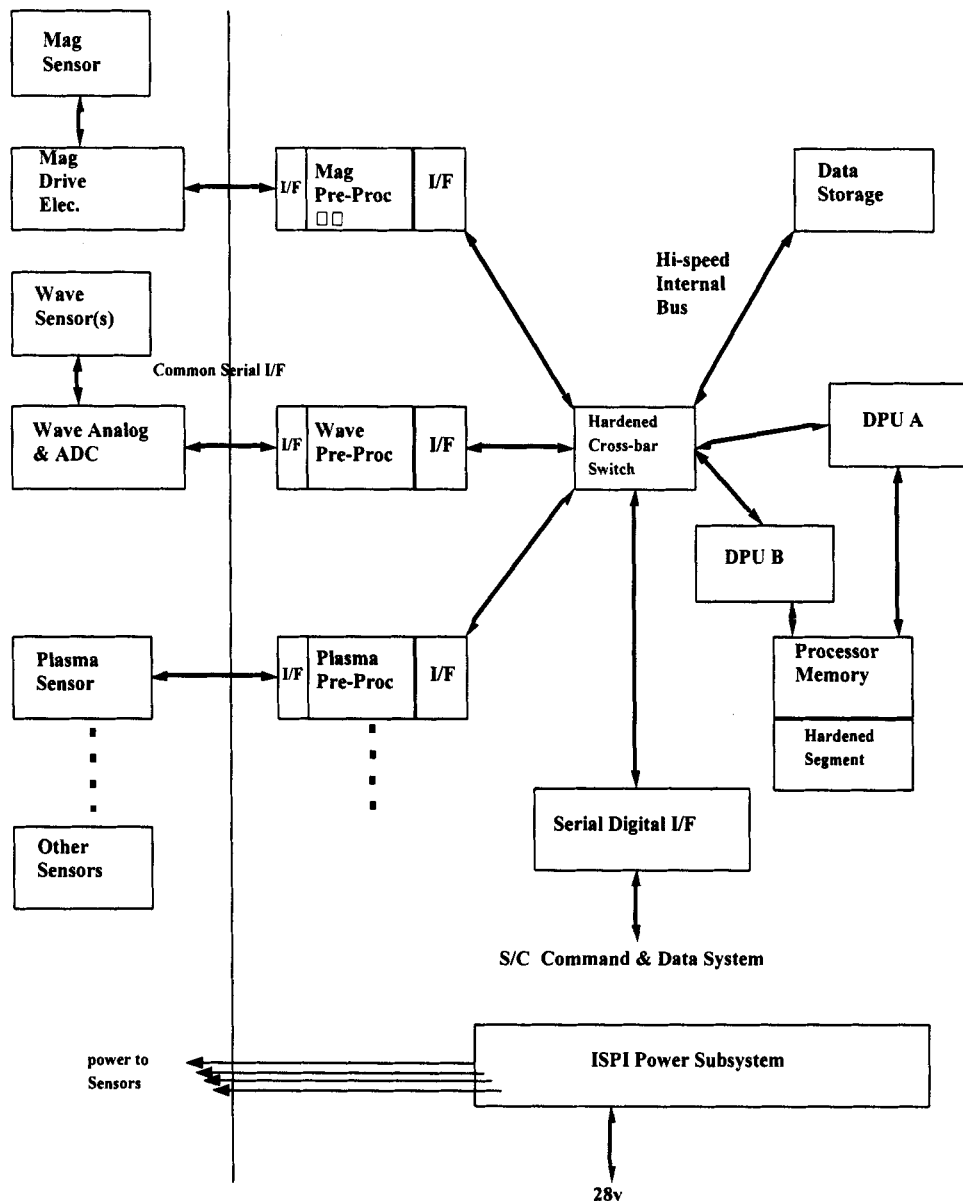 Mag
Sensor
Mag
Drive
Elec.
I/F
Mag
Pre-Proc
I/F
Data
Storage
Hi-speed
Internal
Bus
Wave
Sensor(s)
Common Serial I/F
Wave Analog
& ADC
I/F
Wave
Pre-Proc
I/F
Hardened
Cross-bar
Switch
DPU A
DPU B
Plasma
Sensor
I/F
Plasma
Pre-Proc
I/F
Processor
Memory
Hardened
Segment
Serial Digital I/F
Other
Sensors
S/C Command & Data System
power to
Sensors
ISPI Power Subsystem
28v